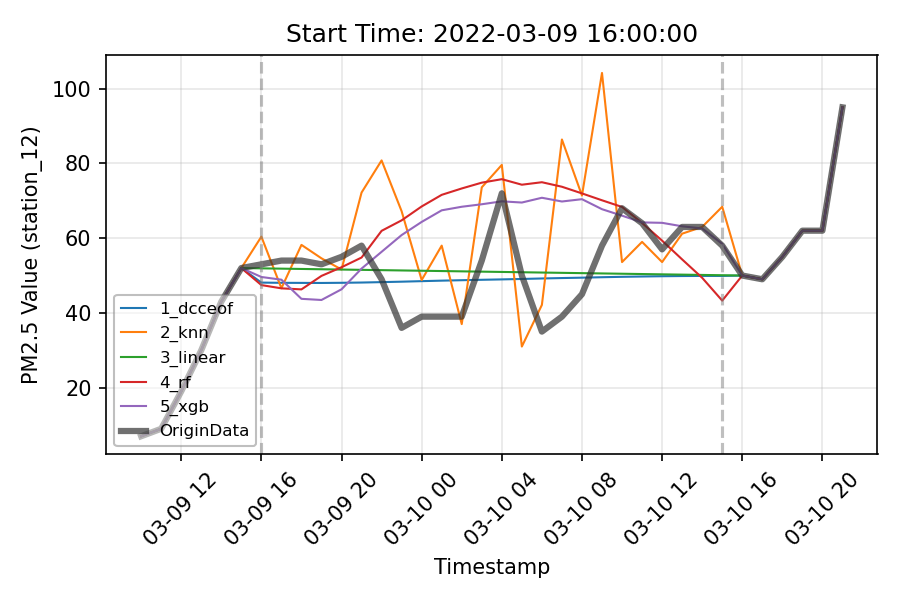 Start Time: 2022-03-09 16:00:00
PM2.5 Value (station_12)
100
80
60
40
20
1_dcceof
2_knn
3_linear
4_rf
5_xgb
OriginData
03-09 12
03-09 16
03-09 20
03-10 00
03-10 04
03-10 08
03-10 12
03-10 16
03-10 20
Timestamp